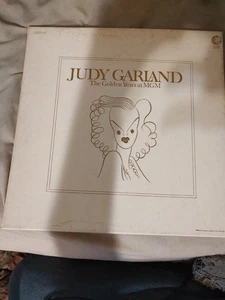 JUDY GARLAND
The Golden Years at MGM